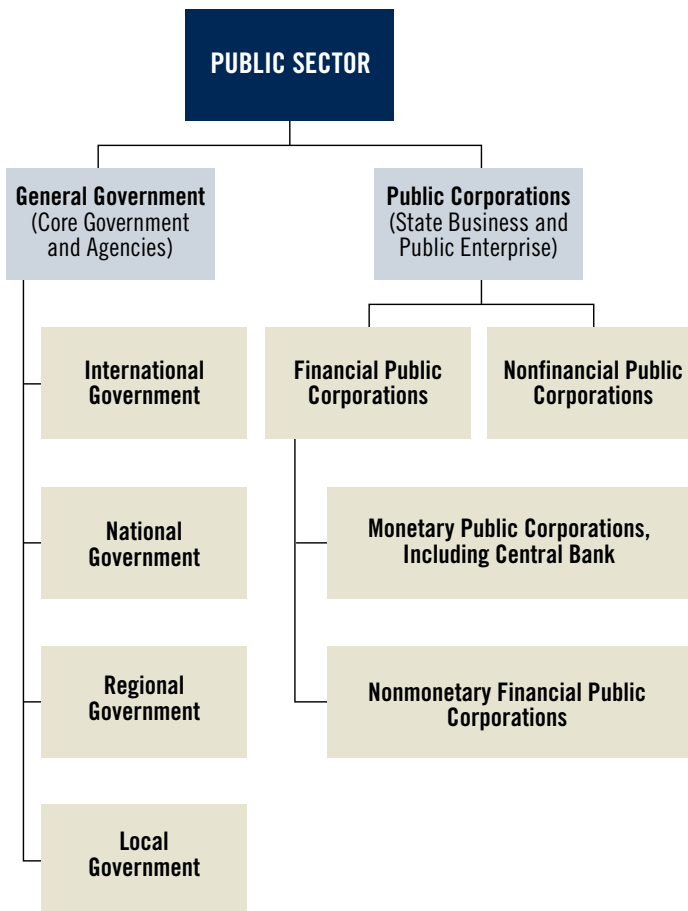 PUBLIC SECTOR
General Government
(Core Government
and Agencies)
Public Corporations
(State Business and
Public Enterprise)
International
Government
Financial Public
Corporations
Nonfinancial Public
Corporations
National
Government
Monetary Public Corporations,
Including Central Bank
Regional
Government
Nonmonetary Financial Public
Corporations
Local
Government